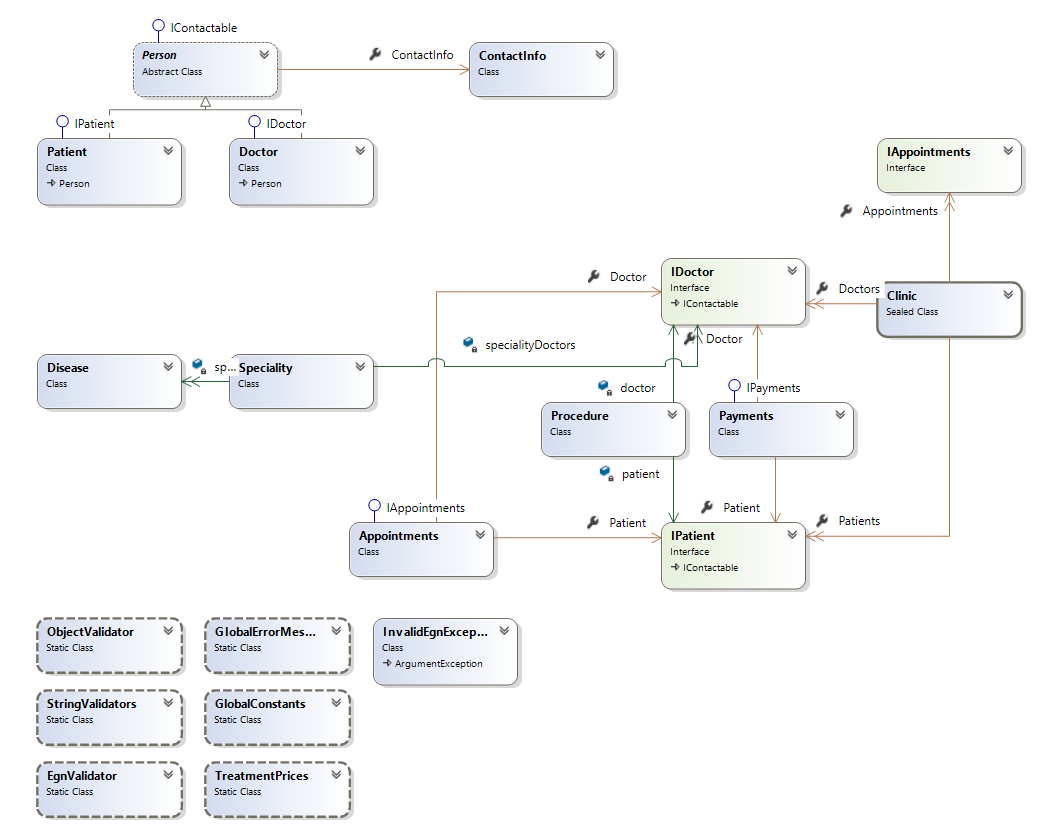 IContactable
Person
Abstract Class
ContactInfo
ContactInfo
Class
IPatient
IDoctor
Patient
Class
Person
Doctor
Class
Person
IAppointments
Interface
Appointments
Doctor
IDoctor
Interface
IContactable
Doctors
Clinic
Sealed Class
specialityDoctors
Doctor
Disease
Class
sp...
Speciality
Class
doctor
IPayments
Procedure
Class
Payments
Class
patient
IAppointments
Patient
Appointments
Class
Patient
Patients
IPatient
Interface
IContactable
ObjectValidator
Static Class
GlobalErrorMes...
Static Class
InvalidEgnExcep...
Class
ArgumentException
StringValidators
Static Class
GlobalConstants
Static Class
EgnValidator
Static Class
TreatmentPrices
Static Class